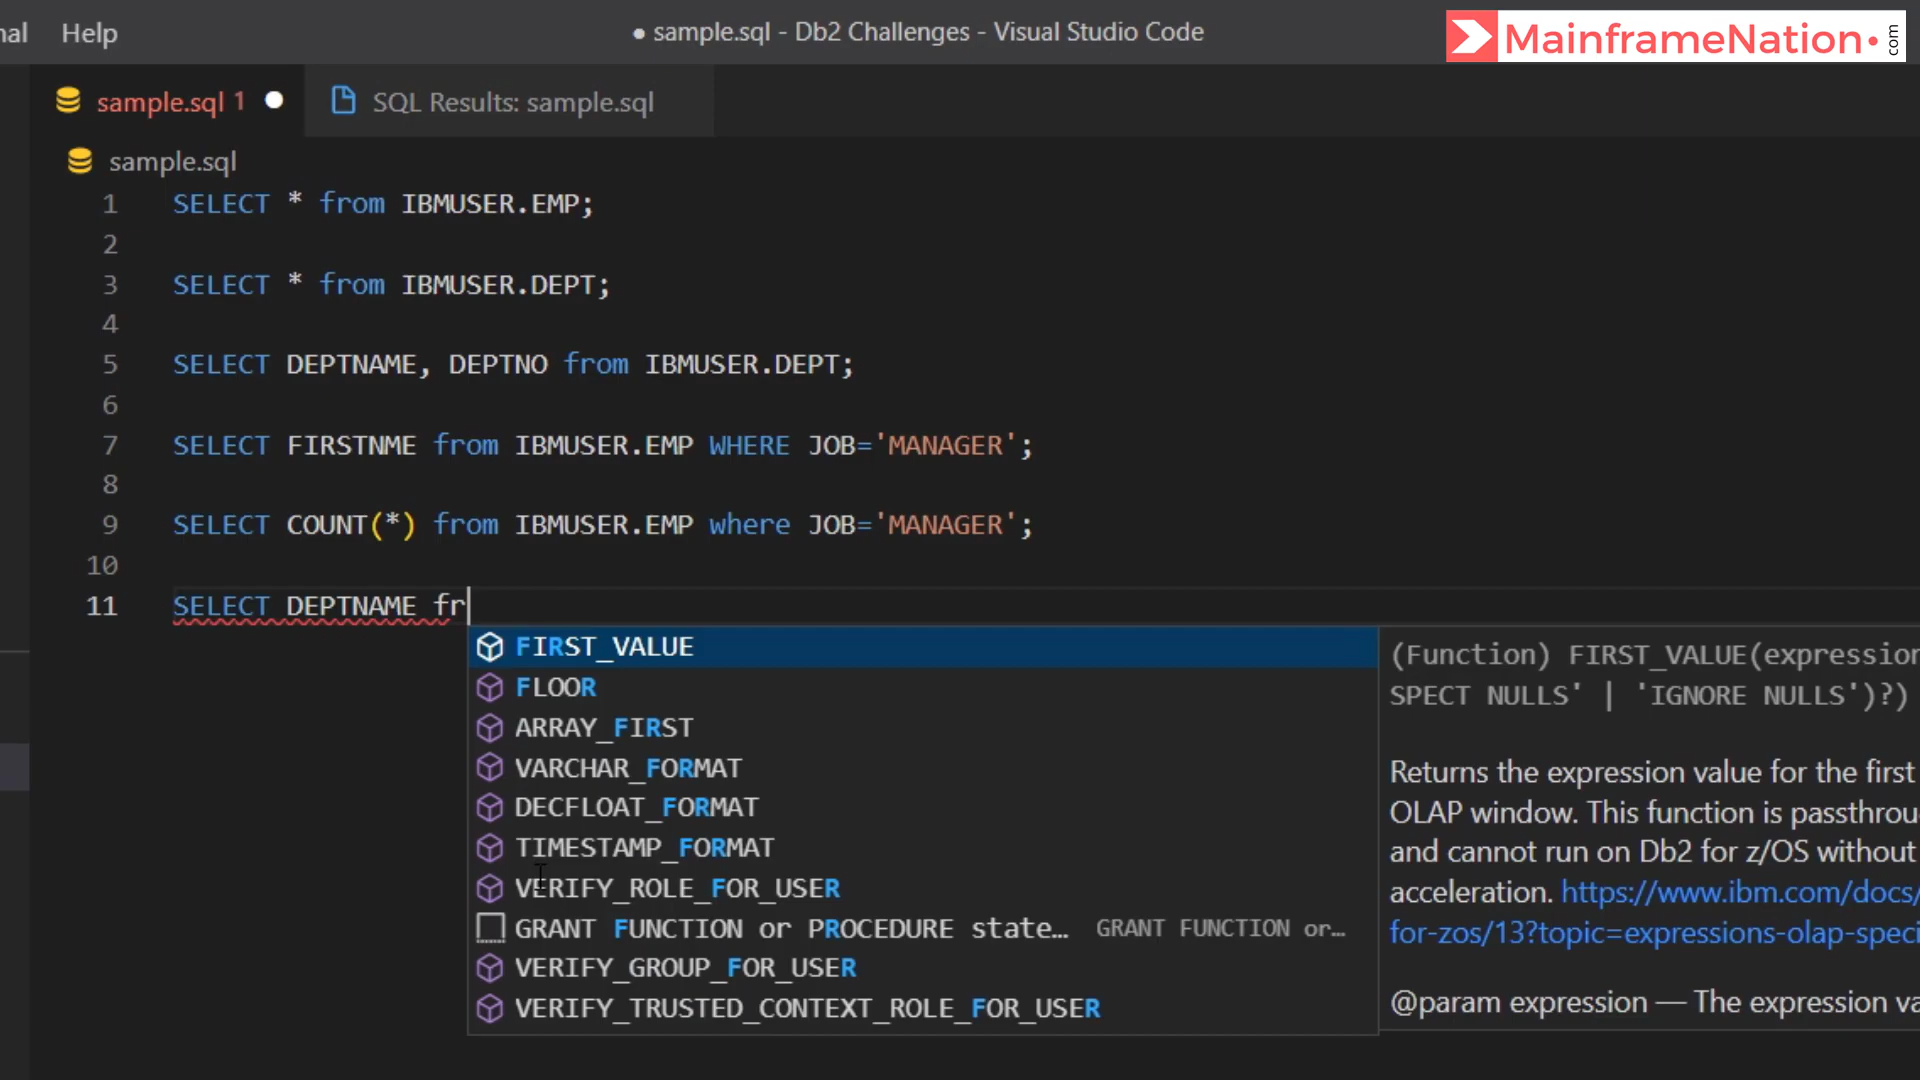 nal Help
● sample.sql - Db2 Challenges - Visual Studio Code
MainframeNation.com
sample.sql 1
SQL Results: sample.sql
sample.sql
1 SELECT * from IBMUSER.EMP;
2
3 SELECT * from IBMUSER.DEPT;
4
5 SELECT DEPTNAME, DEPTNO from IBMUSER.DEPT;
6
7 SELECT FIRSTNME from IBMUSER.EMP WHERE JOB='MANAGER';
8
9 SELECT COUNT(*) from IBMUSER.EMP where JOB='MANAGER';
10
11 SELECT DEPTNAME fr
FIRST_VALUE
FLOOR
ARRAY_FIRST
VARCHAR_FORMAT
DECFLOAT_FORMAT
TIMESTAMP_FORMAT
VERIFY_ROLE_FOR_USER
GRANT FUNCTION or PROCEDURE state… GRANT FUNCTION or…
VERIFY_GROUP_FOR_USER
VERIFY_TRUSTED_CONTEXT_ROLE_FOR_USER
(Function) FIRST_VALUE(expression
SPECT NULLS' | 'IGNORE NULLS')?)
Returns the expression value for the first
OLAP window. This function is passthrou
and cannot run on Db2 for z/OS without
acceleration. https://www.ibm.com/docs/
for-zos/13?topic=expressions-olap-speci
@param expression — The expression va